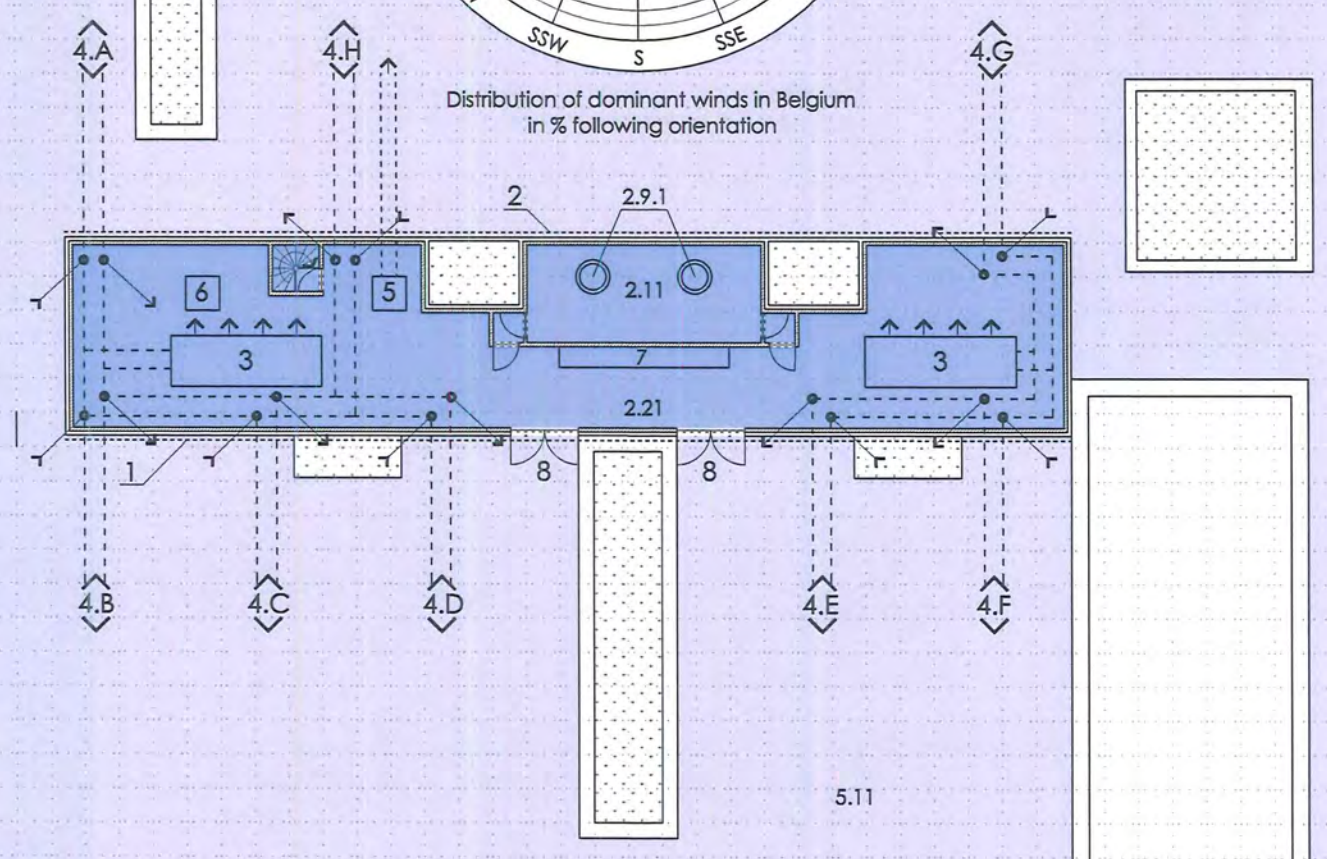 SSW
S
SSE
4.A
4.H
4.G
Distribution of dominant winds in Belgium
in % following orientation
2
2.9.1
6
5
2.11
3
7
3
2.21
1
8
8
4.B
4.C
4.D
4.E
4.F
5.11